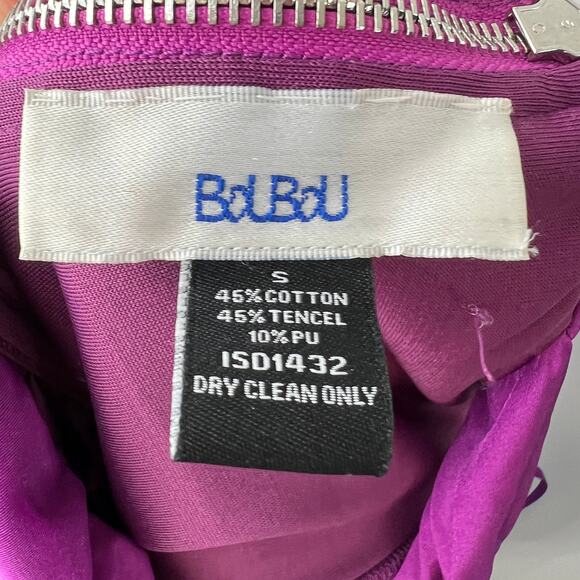 BOUBOU
S
45%COTTON
45%TENCEL
10%PU
ISD1432
DRY CLEAN ONLY